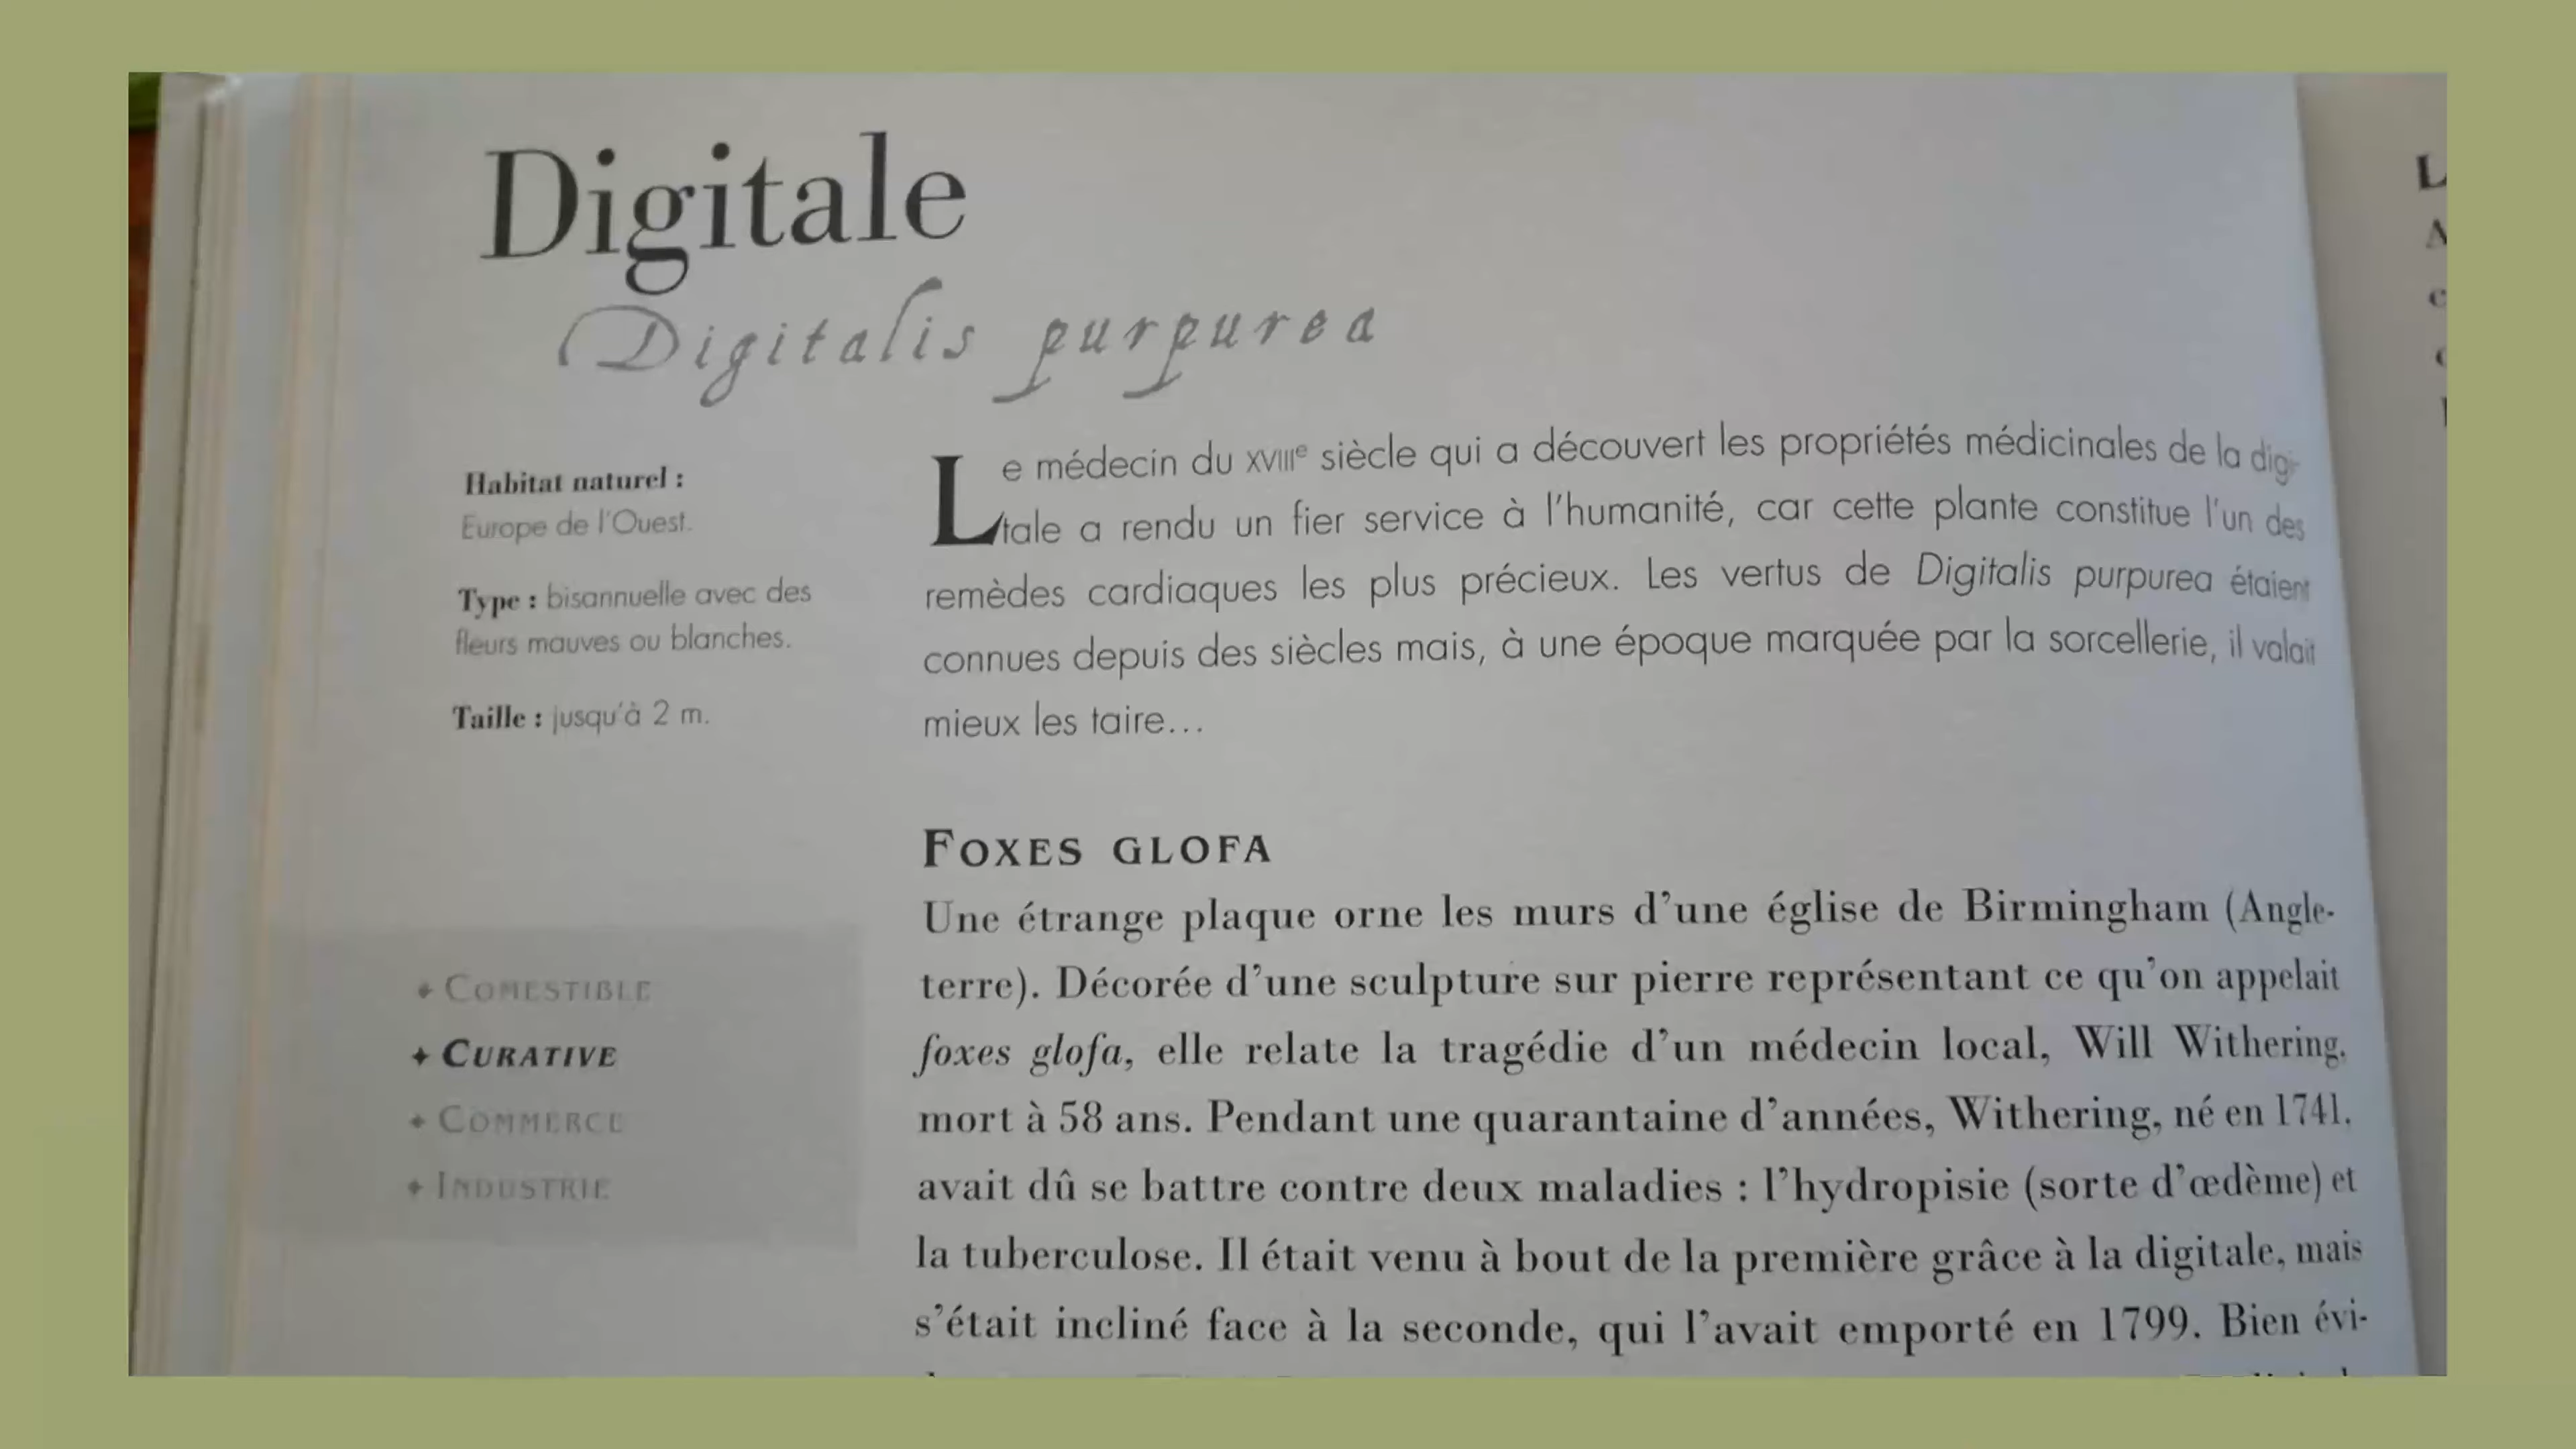 Digitale
Digitalis purpurea
Habitat naturel :
Europe de l'Ouest.
Type : bisannuelle avec des
fleurs mauves ou blanches.
Taille : jusqu'à 2 m.
✦ COMESTIBLE
✦ CURATIVE
✦ COMMERCE
✦ INDUSTRIE
Le médecin du XVIIIe siècle qui a découvert les propriétés médicinales de la digi-
tale a rendu un fier service à l'humanité, car cette plante constitue l'un des
remèdes cardiaques les plus précieux. Les vertus de Digitalis purpurea étaient
connues depuis des siècles mais, à une époque marquée par la sorcellerie, il valait
mieux les taire…
FOXES GLOFA
Une étrange plaque orne les murs d'une église de Birmingham (Angle-
terre). Décorée d'une sculpture sur pierre représentant ce qu'on appelait
foxes glofa, elle relate la tragédie d'un médecin local, Will Withering,
mort à 58 ans. Pendant une quarantaine d'années, Withering, né en 1741,
avait dû se battre contre deux maladies : l'hydropisie (sorte d'œdème) et
la tuberculose. Il était venu à bout de la première grâce à la digitale, mais
s'était incliné face à la seconde, qui l'avait emporté en 1799. Bien évi-